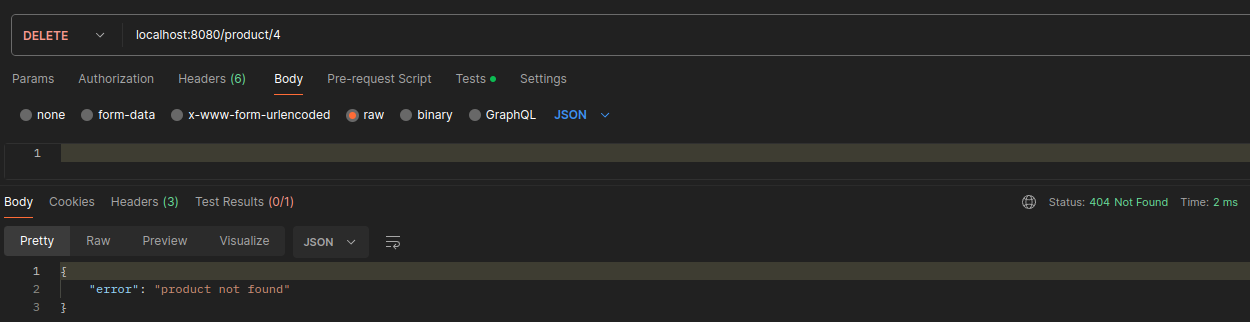 DELETE localhost:8080/product/4
Params Authorization Headers (6) Body Pre-request Script Tests Settings
none form-data x-www-form-urlencoded raw binary GraphQL JSON
1
Body Cookies Headers (3) Test Results (0/1) Status: 404 Not Found Time: 2 ms
Pretty Raw Preview Visualize JSON
1 {
2 "error": "product not found"
3 }